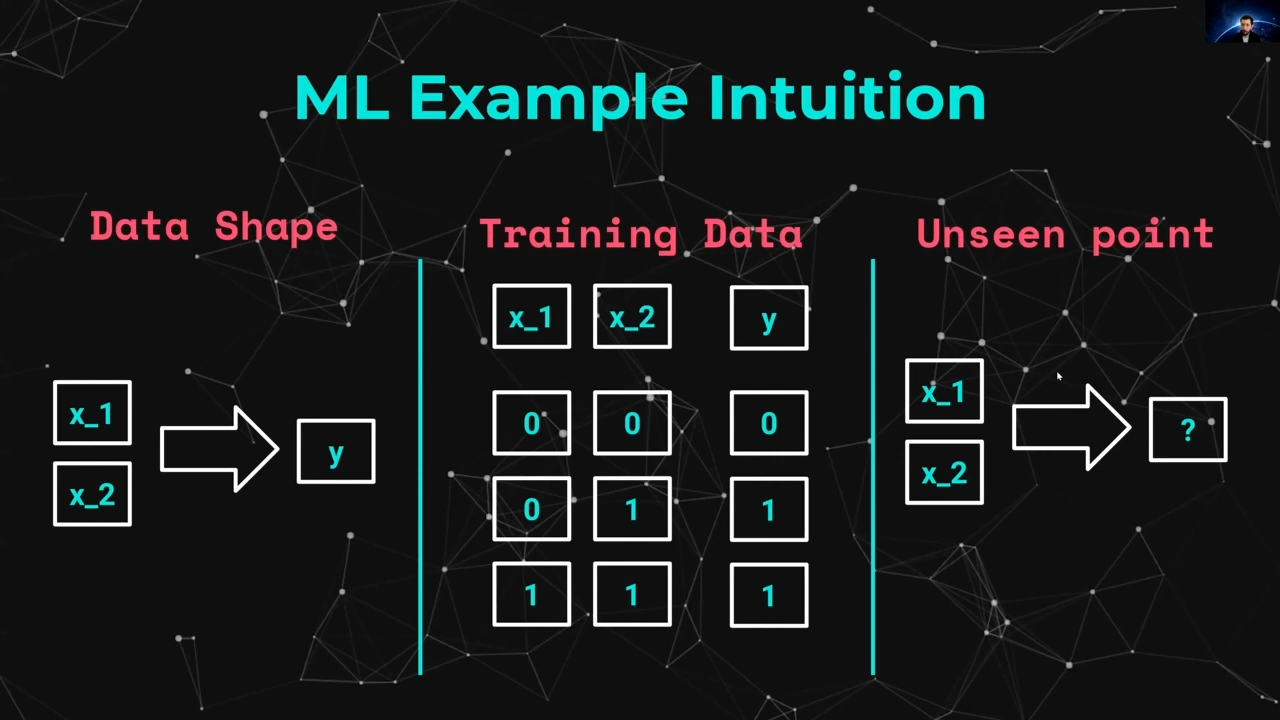 ML Example Intuition
Data Shape
x_1
x_2
y
Training Data
x_1 x_2 y
0 0 0
0 1 1
1 1 1
Unseen point
x_1
x_2
?